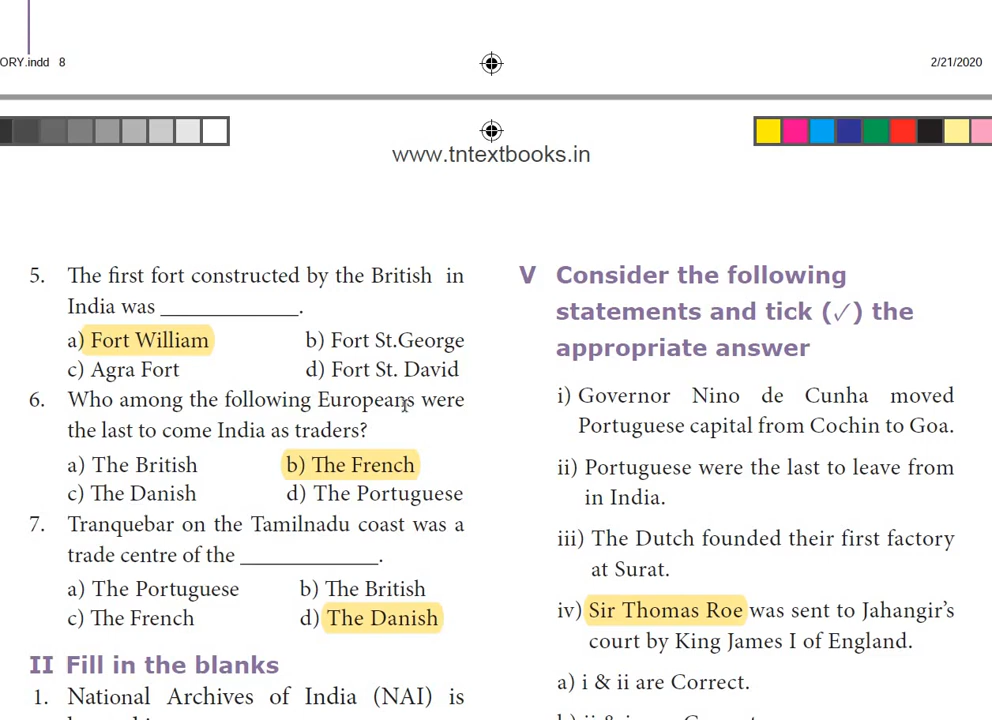 ORY.indd 8
2/21/2020
www.tntextbooks.in
5. The first fort constructed by the British in
India was ____________.
a) Fort William b) Fort St.George
c) Agra Fort d) Fort St. David
6. Who among the following Europeans were
the last to come India as traders?
a) The British b) The French
c) The Danish d) The Portuguese
7. Tranquebar on the Tamilnadu coast was a
trade centre of the ____________.
a) The Portuguese b) The British
c) The French d) The Danish
II Fill in the blanks
1. National Archives of India (NAI) is
V Consider the following
statements and tick (✓) the
appropriate answer
i) Governor Nino de Cunha moved
Portuguese capital from Cochin to Goa.
ii) Portuguese were the last to leave from
in India.
iii) The Dutch founded their first factory
at Surat.
iv) Sir Thomas Roe was sent to Jahangir's
court by King James I of England.
a) i & ii are Correct.